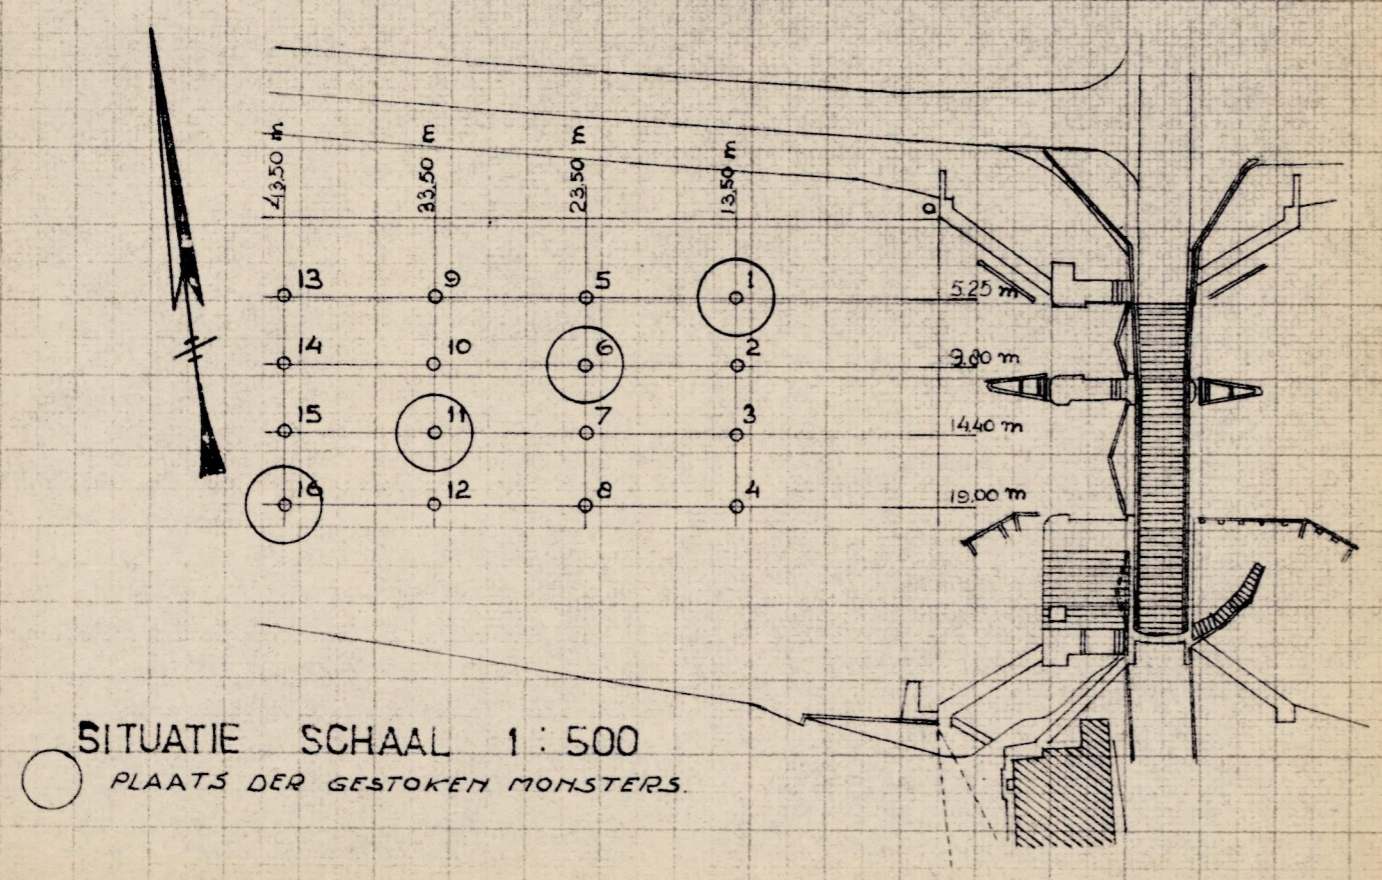 43,50 m 33,50 m 23,50 m 13,50 m 0
13 9 5 1 5.25 m
14 10 6 2 9.80 m
15 11 7 3 14.40 m
16 12 8 4 19.00 m
SITUATIE SCHAAL 1 : 500
PLAATS DER GESTOKEN MONSTERS.